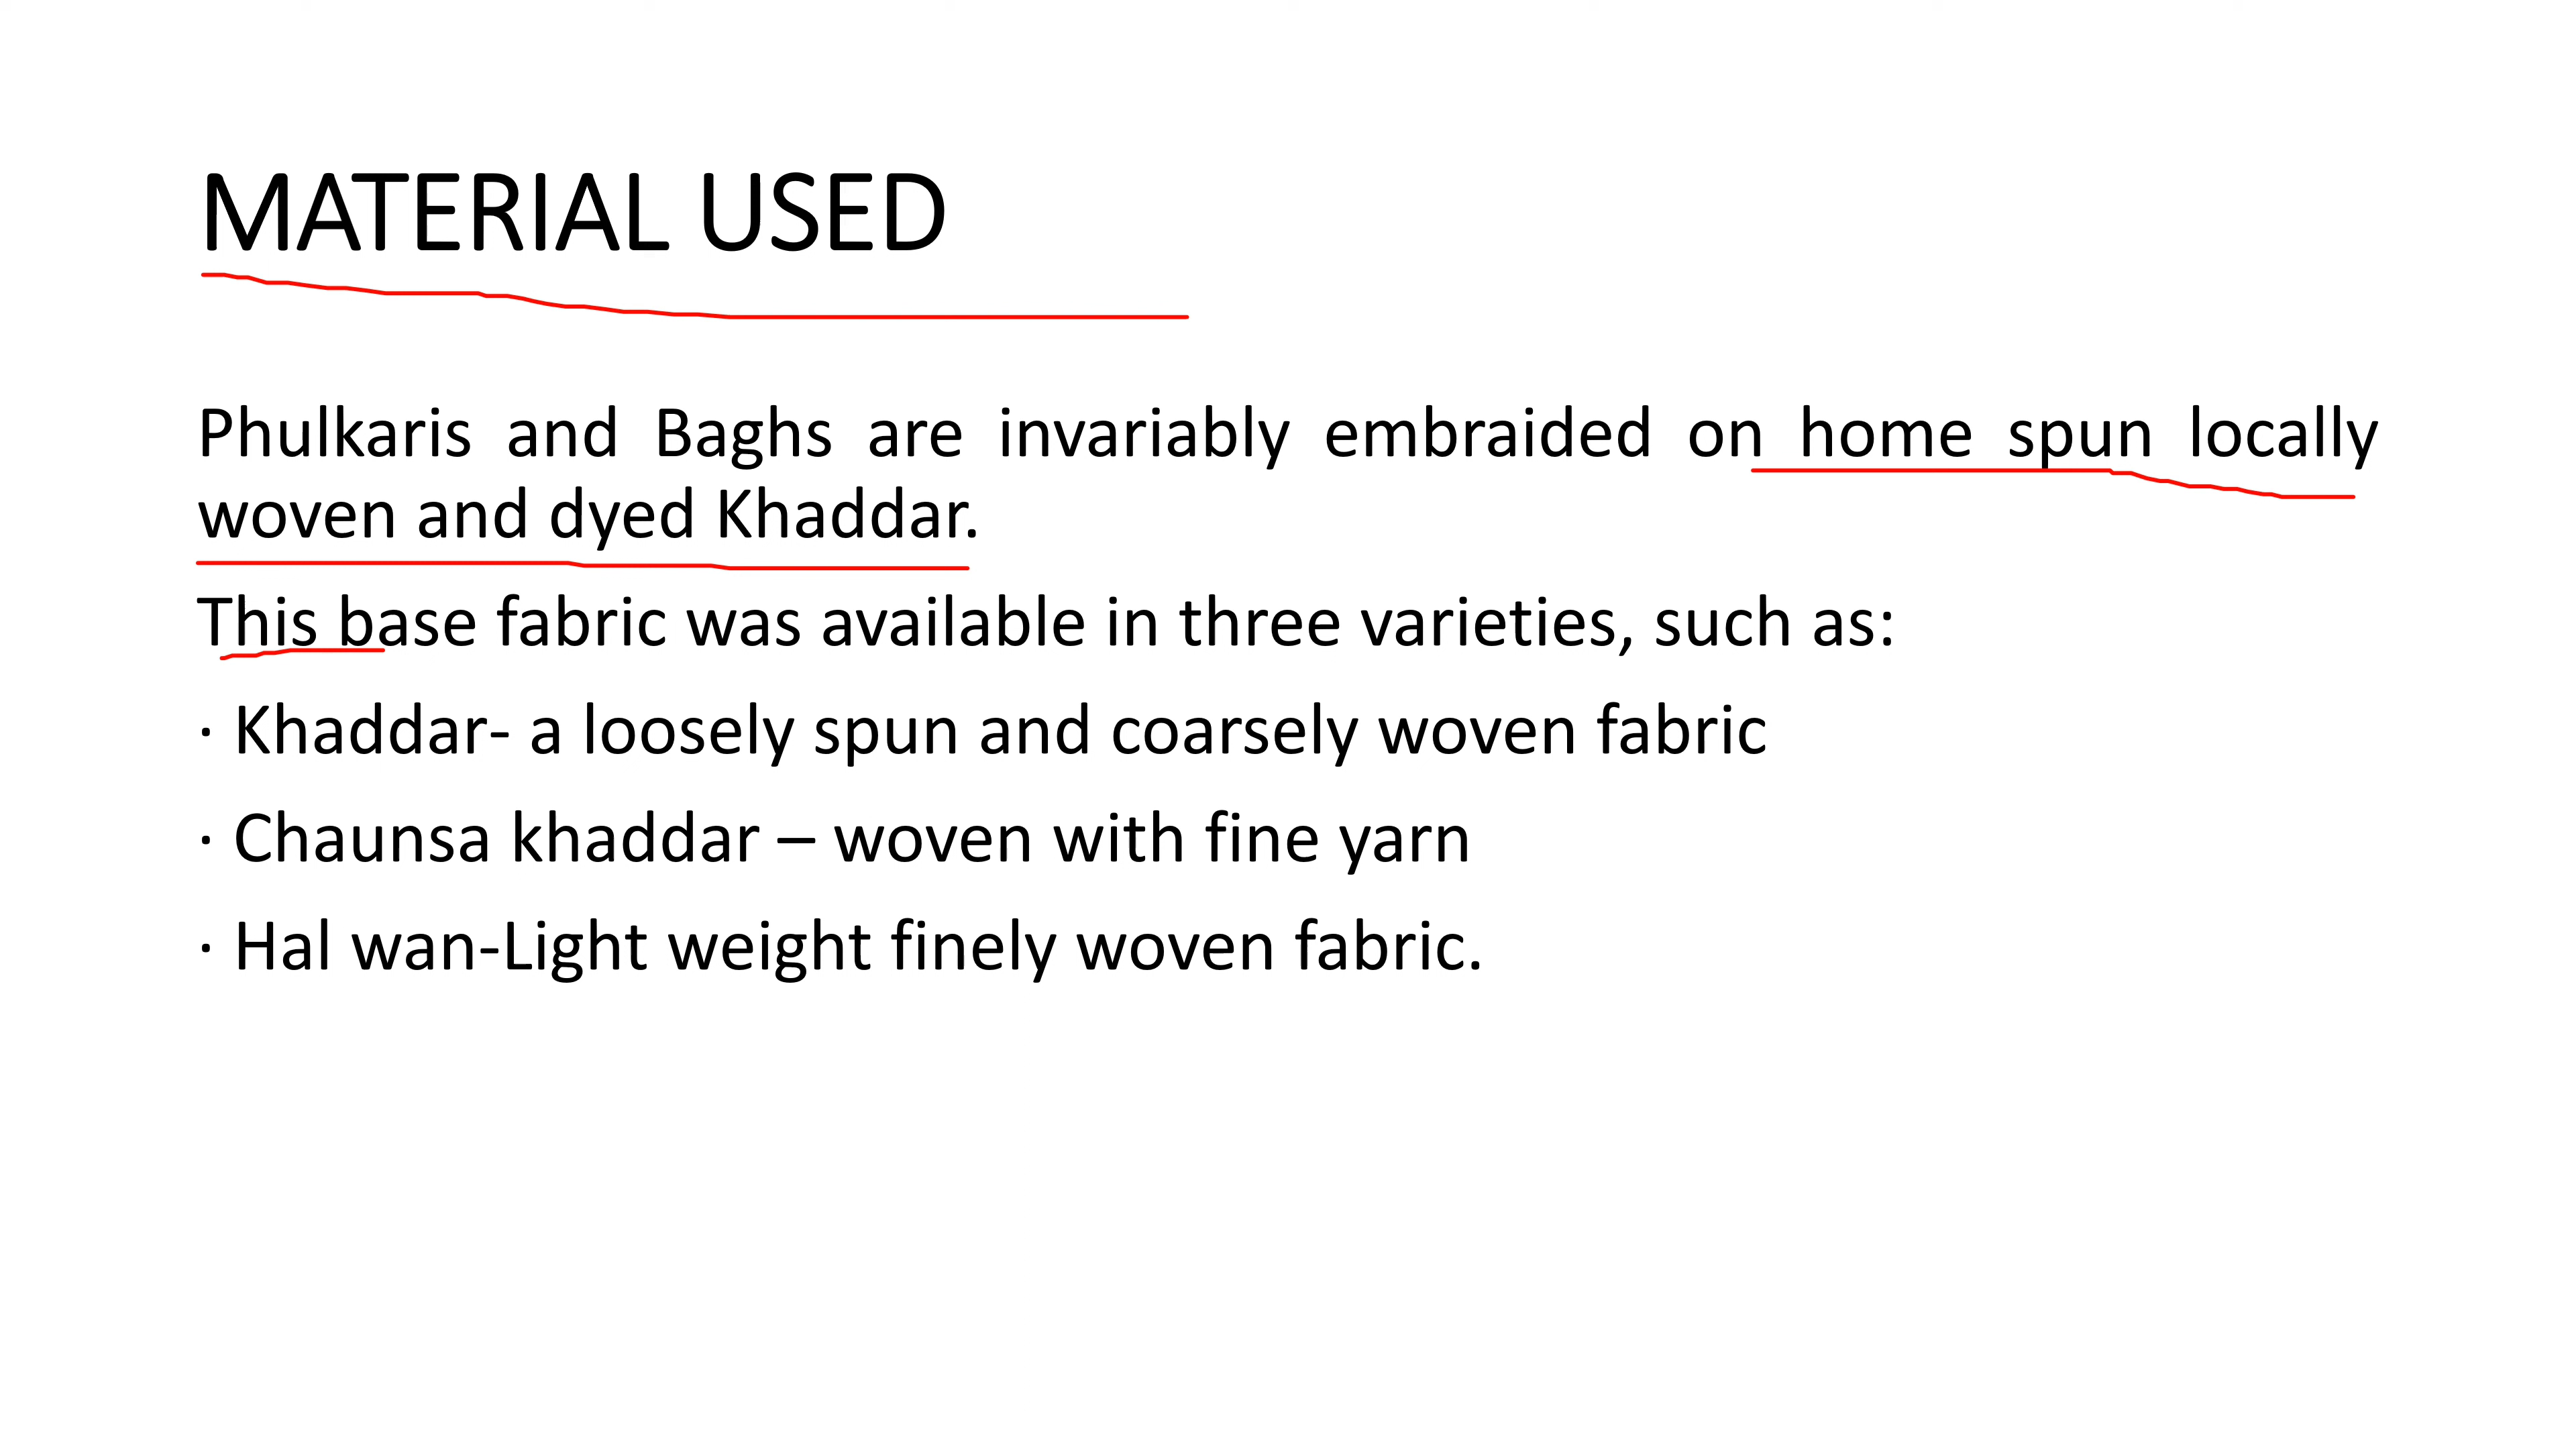 MATERIAL USED
Phulkaris and Baghs are invariably embraided on home spun locally
woven and dyed Khaddar.
This base fabric was available in three varieties, such as:
· Khaddar- a loosely spun and coarsely woven fabric
· Chaunsa khaddar – woven with fine yarn
· Hal wan-Light weight finely woven fabric.